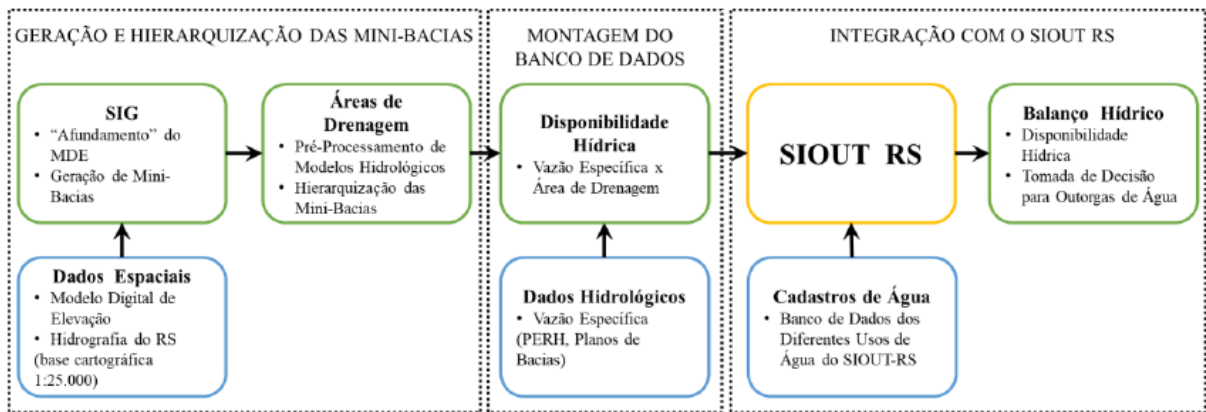 GERAÇÃO E HIERARQUIZAÇÃO DAS MINI-BACIAS
SIG
• “Afundamento” do
MDE
• Geração de Mini-
Bacias
Áreas de
Drenagem
• Pré-Processamento de
Modelos Hidrológicos
• Hierarquização das
Mini-Bacias
Dados Espaciais
• Modelo Digital de
Elevação
• Hidrografia do RS
(base cartográfica
1:25.000)
MONTAGEM DO
BANCO DE DADOS
Disponibilidade
Hídrica
• Vazão Específica x
Área de Drenagem
Dados Hidrológicos
• Vazão Específica
(PERH, Planos de
Bacias)
INTEGRAÇÃO COM O SIOUT RS
SIOUT RS
Balanço Hídrico
• Disponibilidade
Hídrica
• Tomada de Decisão
para Outorgas de Água
Cadastros de Água
• Banco de Dados dos
Diferentes Usos de
Água do SIOUT-RS